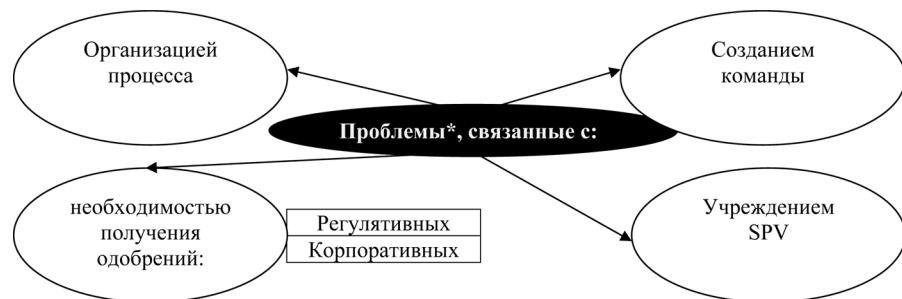 Организацией
процесса
Созданием
команды
Проблемы*, связанные с:
необходимостью
получения
одобрений:
Регулятивных
Корпоративных
Учреждением
SPV